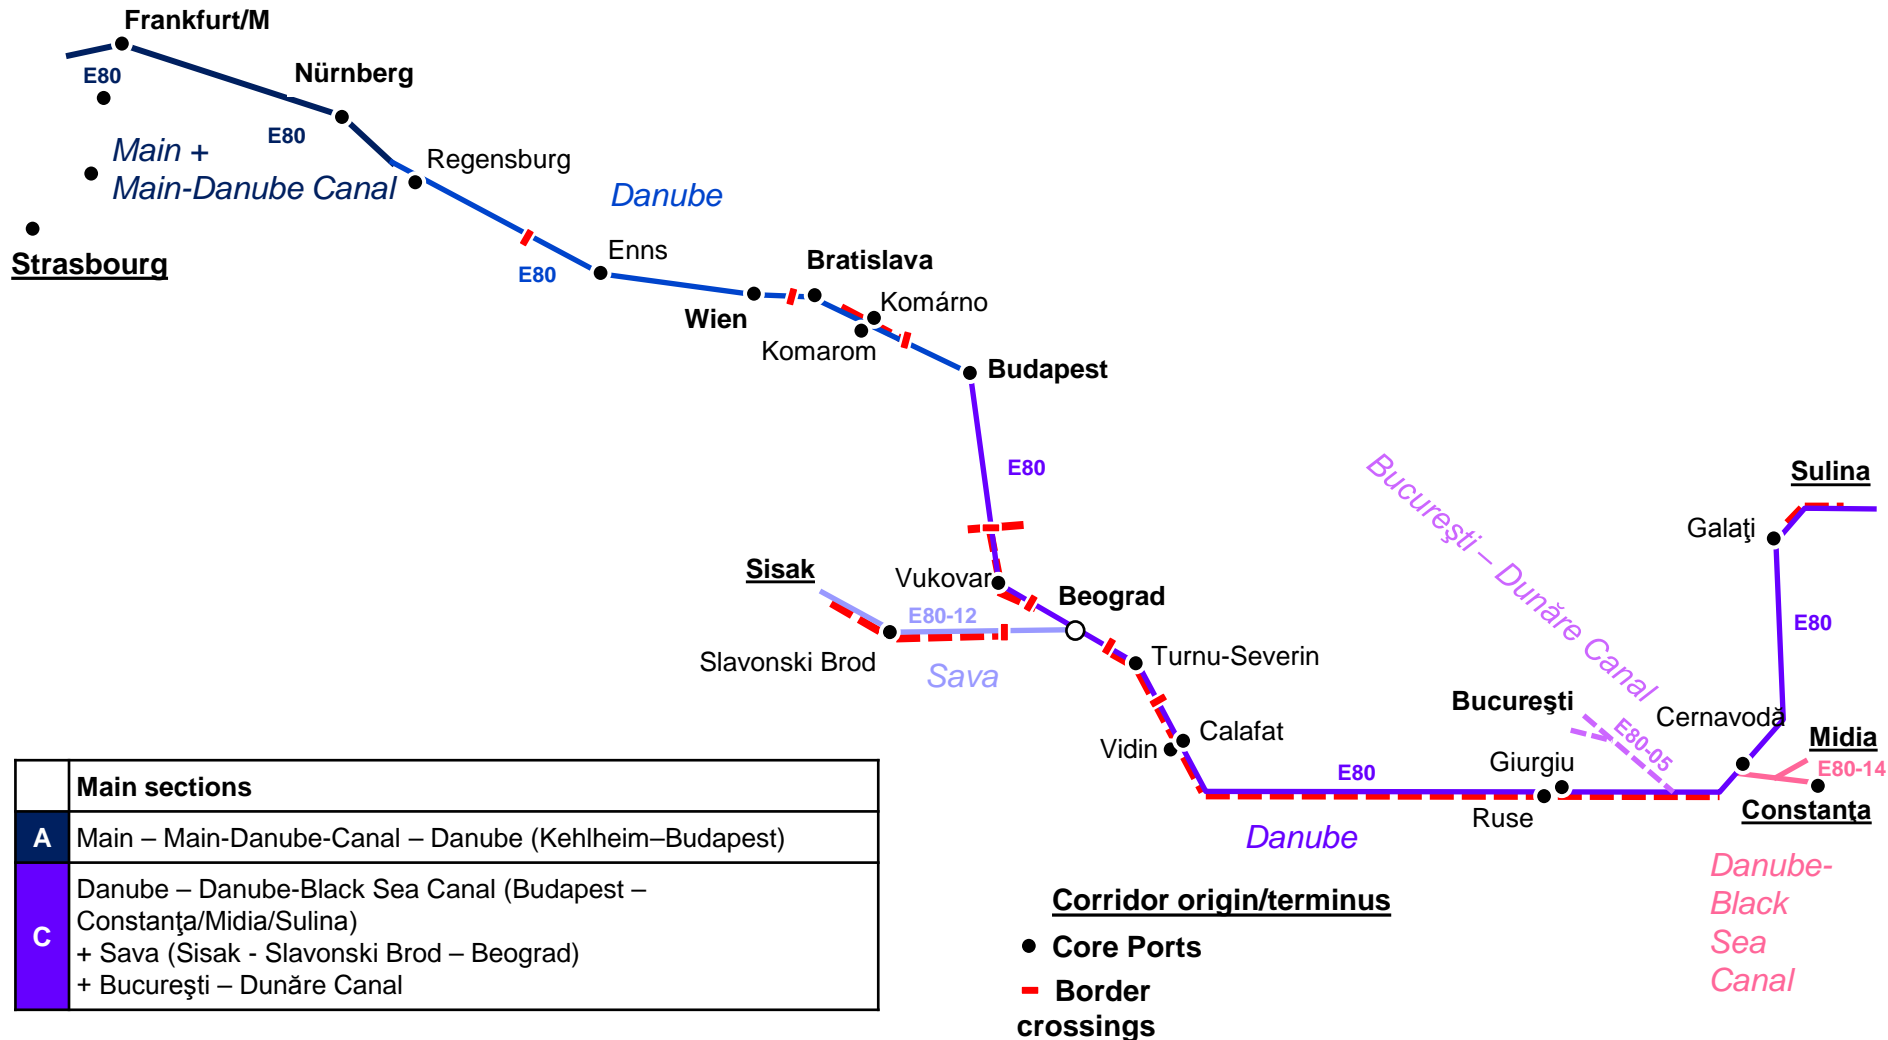 Frankfurt/M
E80
Nürnberg
E80
Main +
Main-Danube Canal
Regensburg
Danube
Strasbourg
E80
Enns
Wien
Bratislava
Komárno
Komarom
Budapest
E80
Bucureşti – Dunăre Canal
Sulina
Galaţi
Sisak
Vukovar
Beograd
E80-12
Slavonski Brod
Sava
Turnu-Severin
E80
Bucureşti
E80-05
Cernavodă
Midia
E80-14
Vidin
Calafat
E80
Giurgiu
Ruse
Constanţa
Danube
Danube-
Black
Sea
Canal
Main sections
A
Main – Main-Danube-Canal – Danube (Kehlheim–Budapest)
C
Danube – Danube-Black Sea Canal (Budapest –
Constanţa/Midia/Sulina)
+ Sava (Sisak - Slavonski Brod – Beograd)
+ Bucureşti – Dunăre Canal
Corridor origin/terminus
Core Ports
Border
crossings